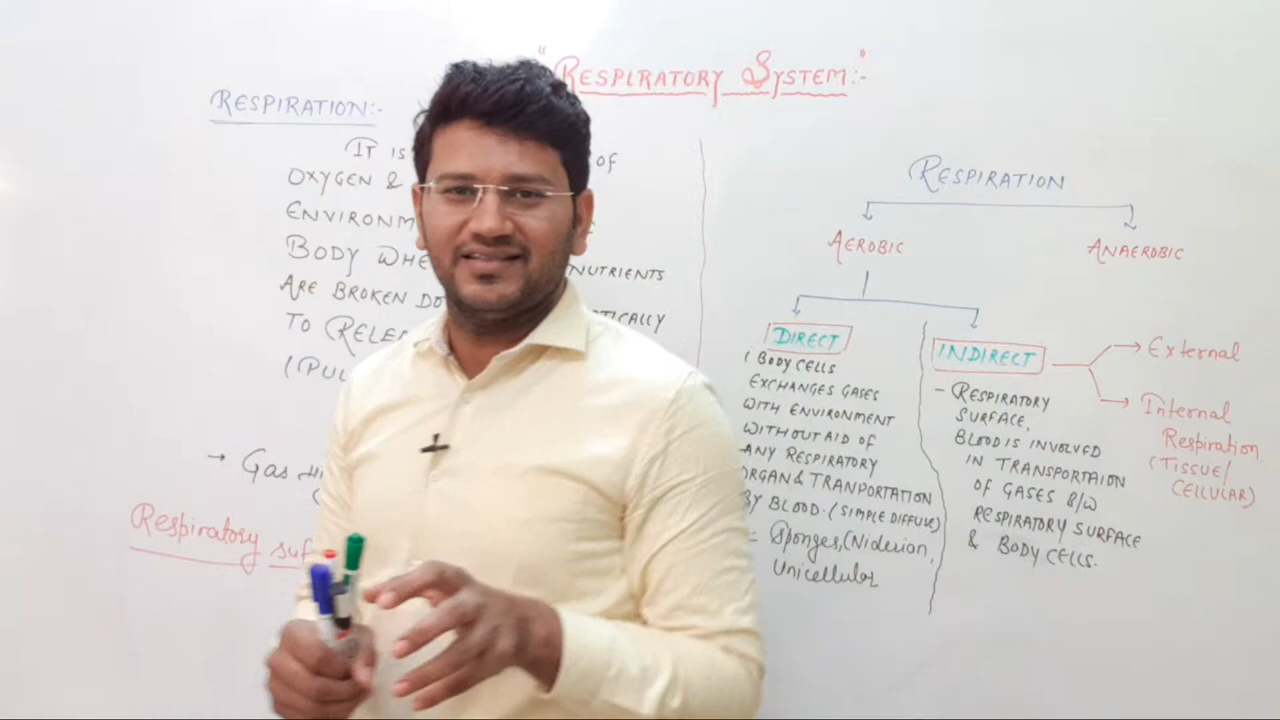 "RESPIRATORY SYSTEM:-"
RESPIRATION:-
IT IS OF
OXYGEN &
ENVIRONM
BODY WHE NUTRIENTS
ARE BROKEN DO
TO RELE TICALLY
(PUL
→ Gas
Respiratory
RESPIRATION
AEROBIC ANAEROBIC
DIRECT
( BODY CELLS
EXCHANGES GASES
WITH ENVIRONMENT
WITHOUT AID OF
ANY RESPIRATORY
ORGAN & TRANPORTATION
BY BLOOD. (SIMPLE DIFFUSE)
= Sponges, Cniderion,
Unicellular
INDIRECT
- RESPIRATORY
SURFACE.
BLOOD IS INVOLVED
IN TRANSPORTAION
OF GASES B/W
RESPIRATORY SURFACE
& BODY CELLS.
External
Internal
Respiration
(TISSUE/
CELLULAR)